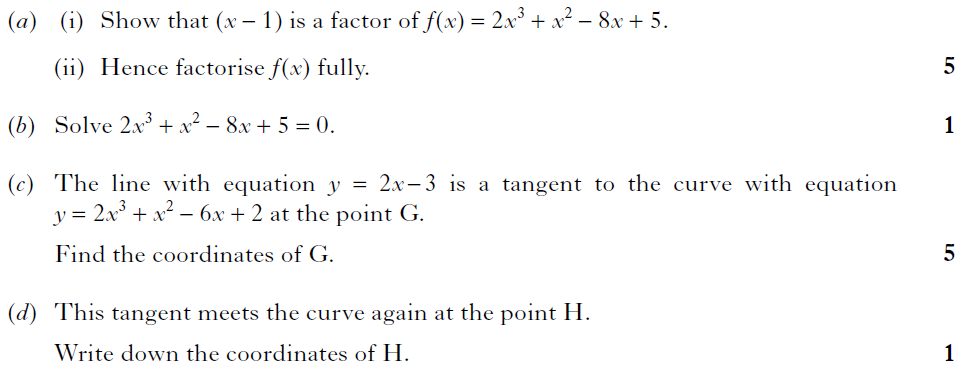 (a) (i) Show that (x – 1) is a factor of f(x) = 2x³ + x² – 8x + 5.
(ii) Hence factorise f(x) fully. 5
(b) Solve 2x³ + x² – 8x + 5 = 0. 1
(c) The line with equation y = 2x – 3 is a tangent to the curve with equation
y = 2x³ + x² – 6x + 2 at the point G.
Find the coordinates of G. 5
(d) This tangent meets the curve again at the point H.
Write down the coordinates of H. 1